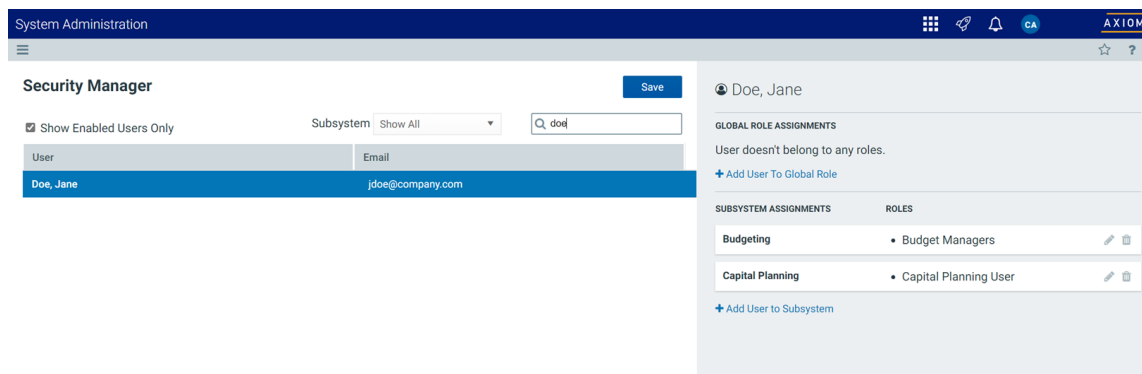 System Administration
CA
AXIOM
?
Security Manager
Save
Show Enabled Users Only
Subsystem Show All
doe
User Email
Doe, Jane jdoe@company.com
Doe, Jane
GLOBAL ROLE ASSIGNMENTS
User doesn't belong to any roles.
+ Add User To Global Role
SUBSYSTEM ASSIGNMENTS ROLES
Budgeting • Budget Managers
Capital Planning • Capital Planning User
+ Add User to Subsystem